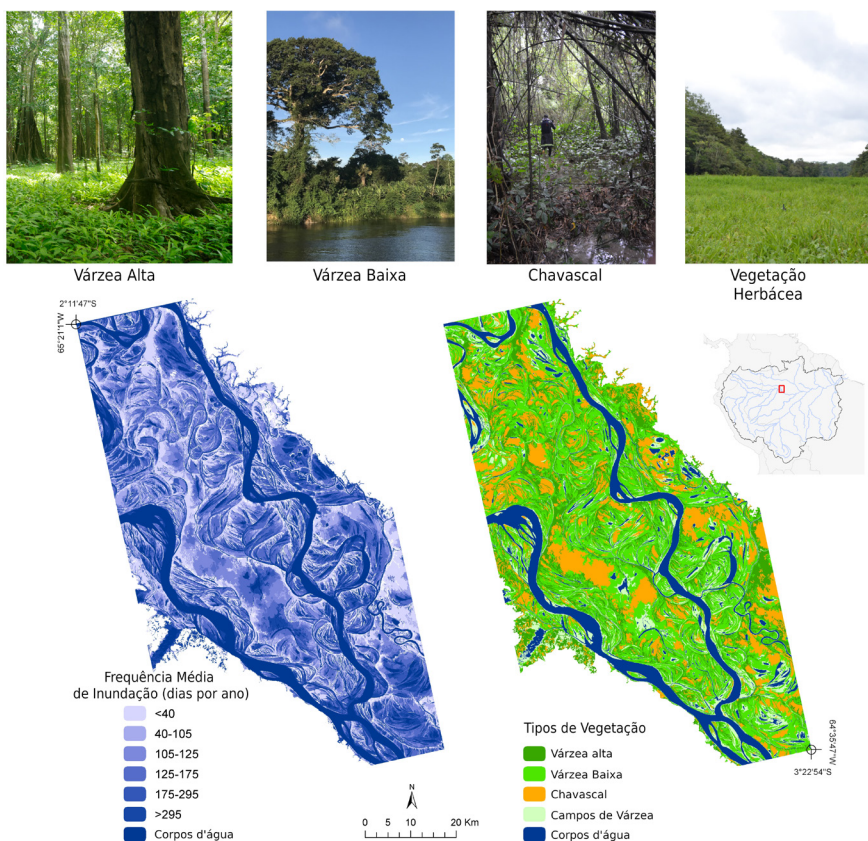 Várzea Alta
Várzea Baixa
Chavascal
Vegetação
Herbácea
2°11'47"S
65°21'1"W
Frequência Média
de Inundação (dias por ano)
<40
40-105
105-125
125-175
175-295
>295
Corpos d'água
N
0 5 10 20 Km
Tipos de Vegetação
Várzea alta
Várzea Baixa
Chavascal
Campos de Várzea
Corpos d'água
64°35'47"W
3°22'54"S